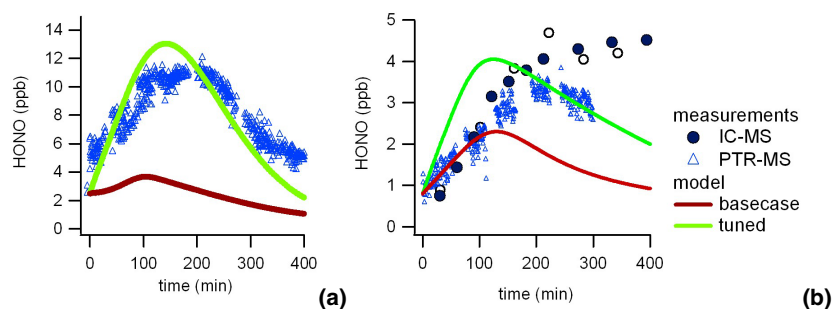 HONO (ppb)
14
12
10
8
6
4
2
0
0 100 200 300 400
time (min)
(a)
HONO (ppb)
5
4
3
2
1
0
0 100 200 300 400
time (min)
(b)
measurements
IC-MS
PTR-MS
model
basecase
tuned